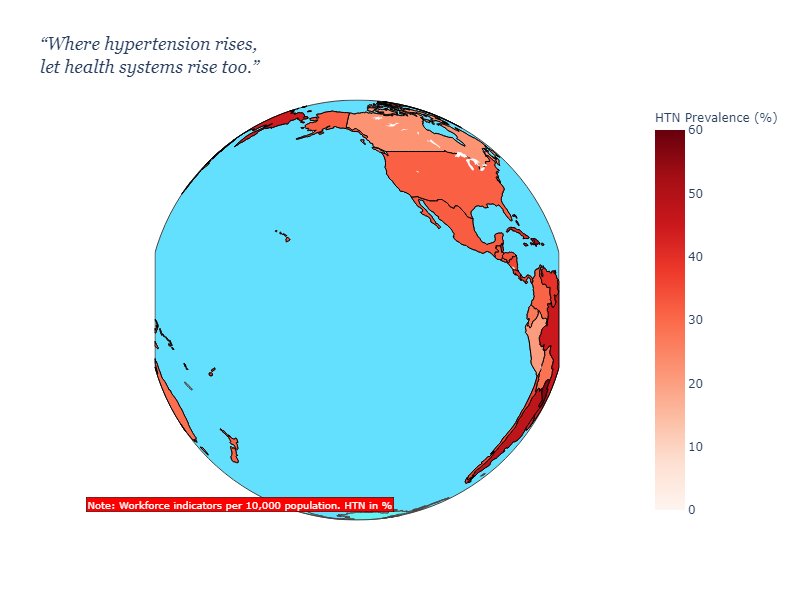 “Where hypertension rises,
let health systems rise too.”
HTN Prevalence (%)
60
50
40
30
20
10
0
Note: Workforce indicators per 10,000 population. HTN in %